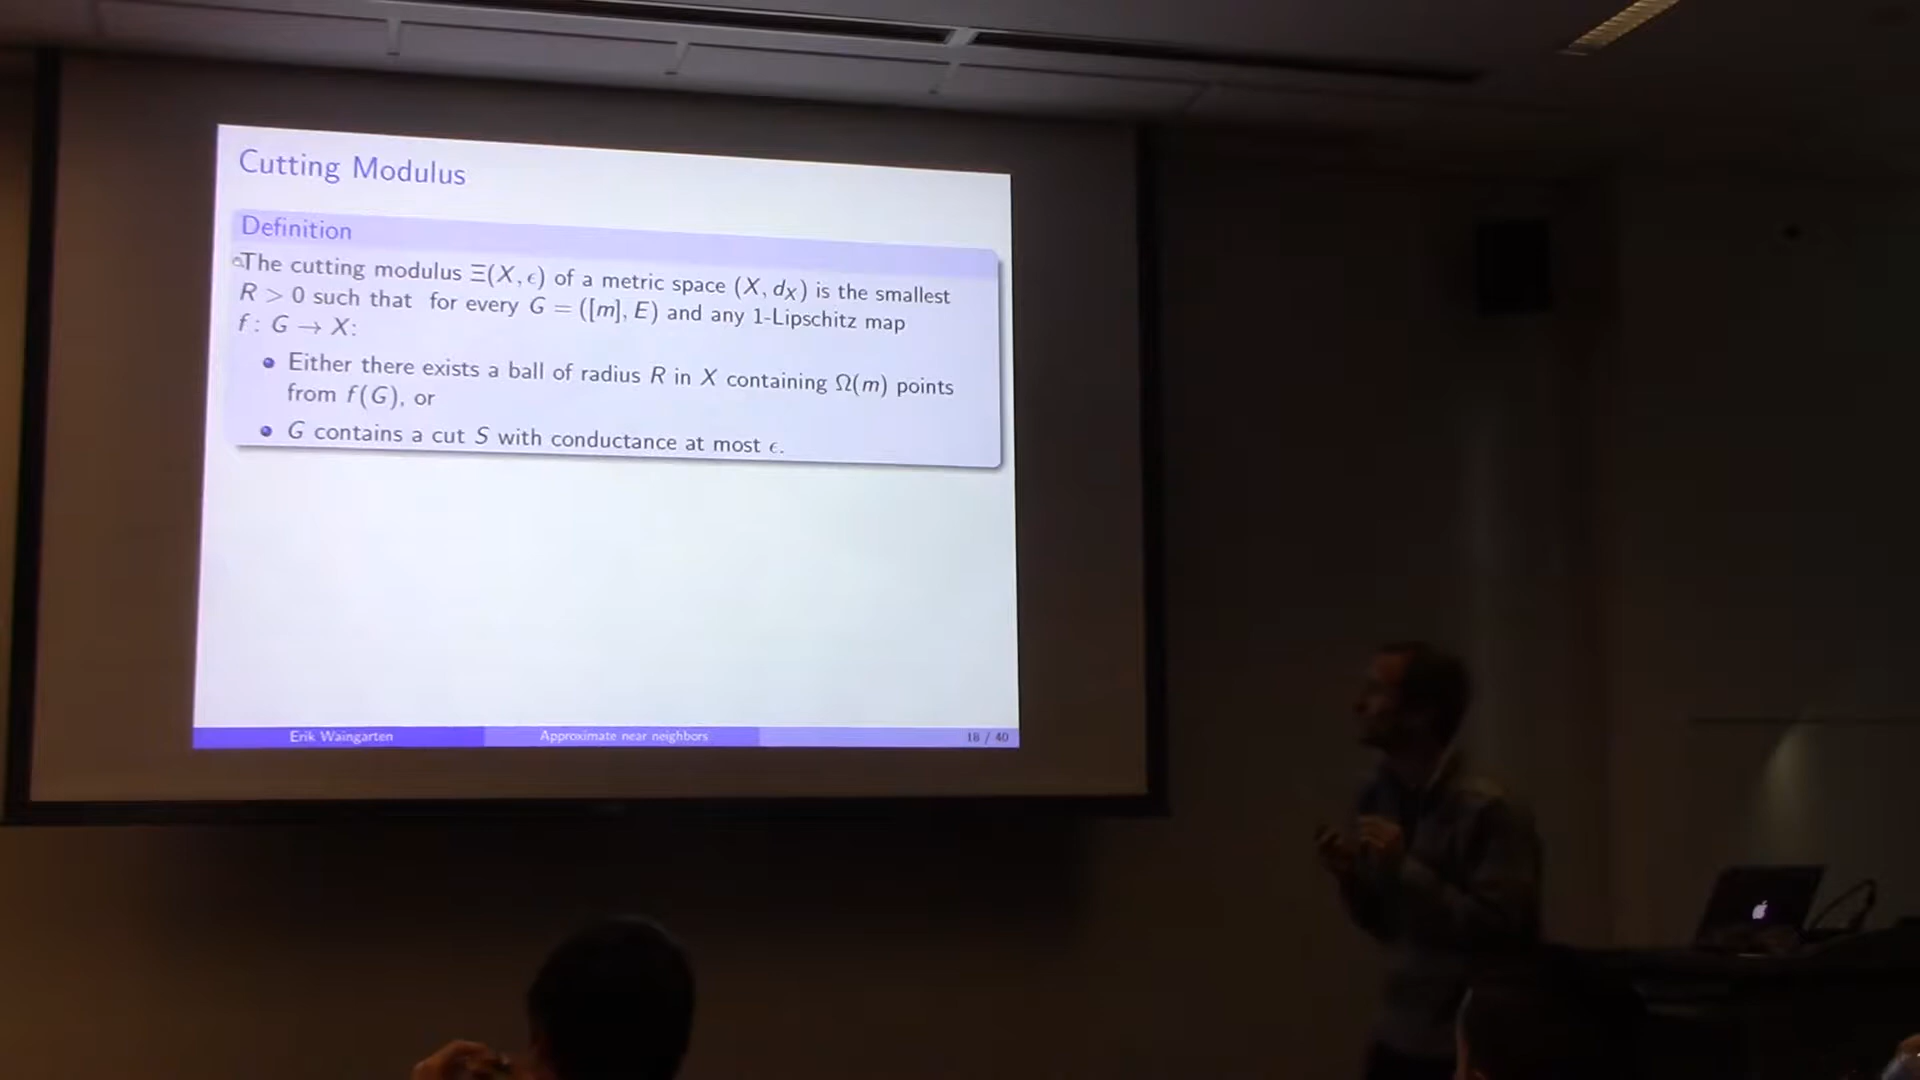 Cutting Modulus
Definition
The cutting modulus Ξ(X, ϵ) of a metric space (X, d_X) is the smallest
R > 0 such that for every G = ([m], E) and any 1-Lipschitz map
f : G → X:
Either there exists a ball of radius R in X containing Ω(m) points
from f(G), or
G contains a cut S with conductance at most ϵ.
Erik Waingarten
Approximate near neighbors
18 / 40